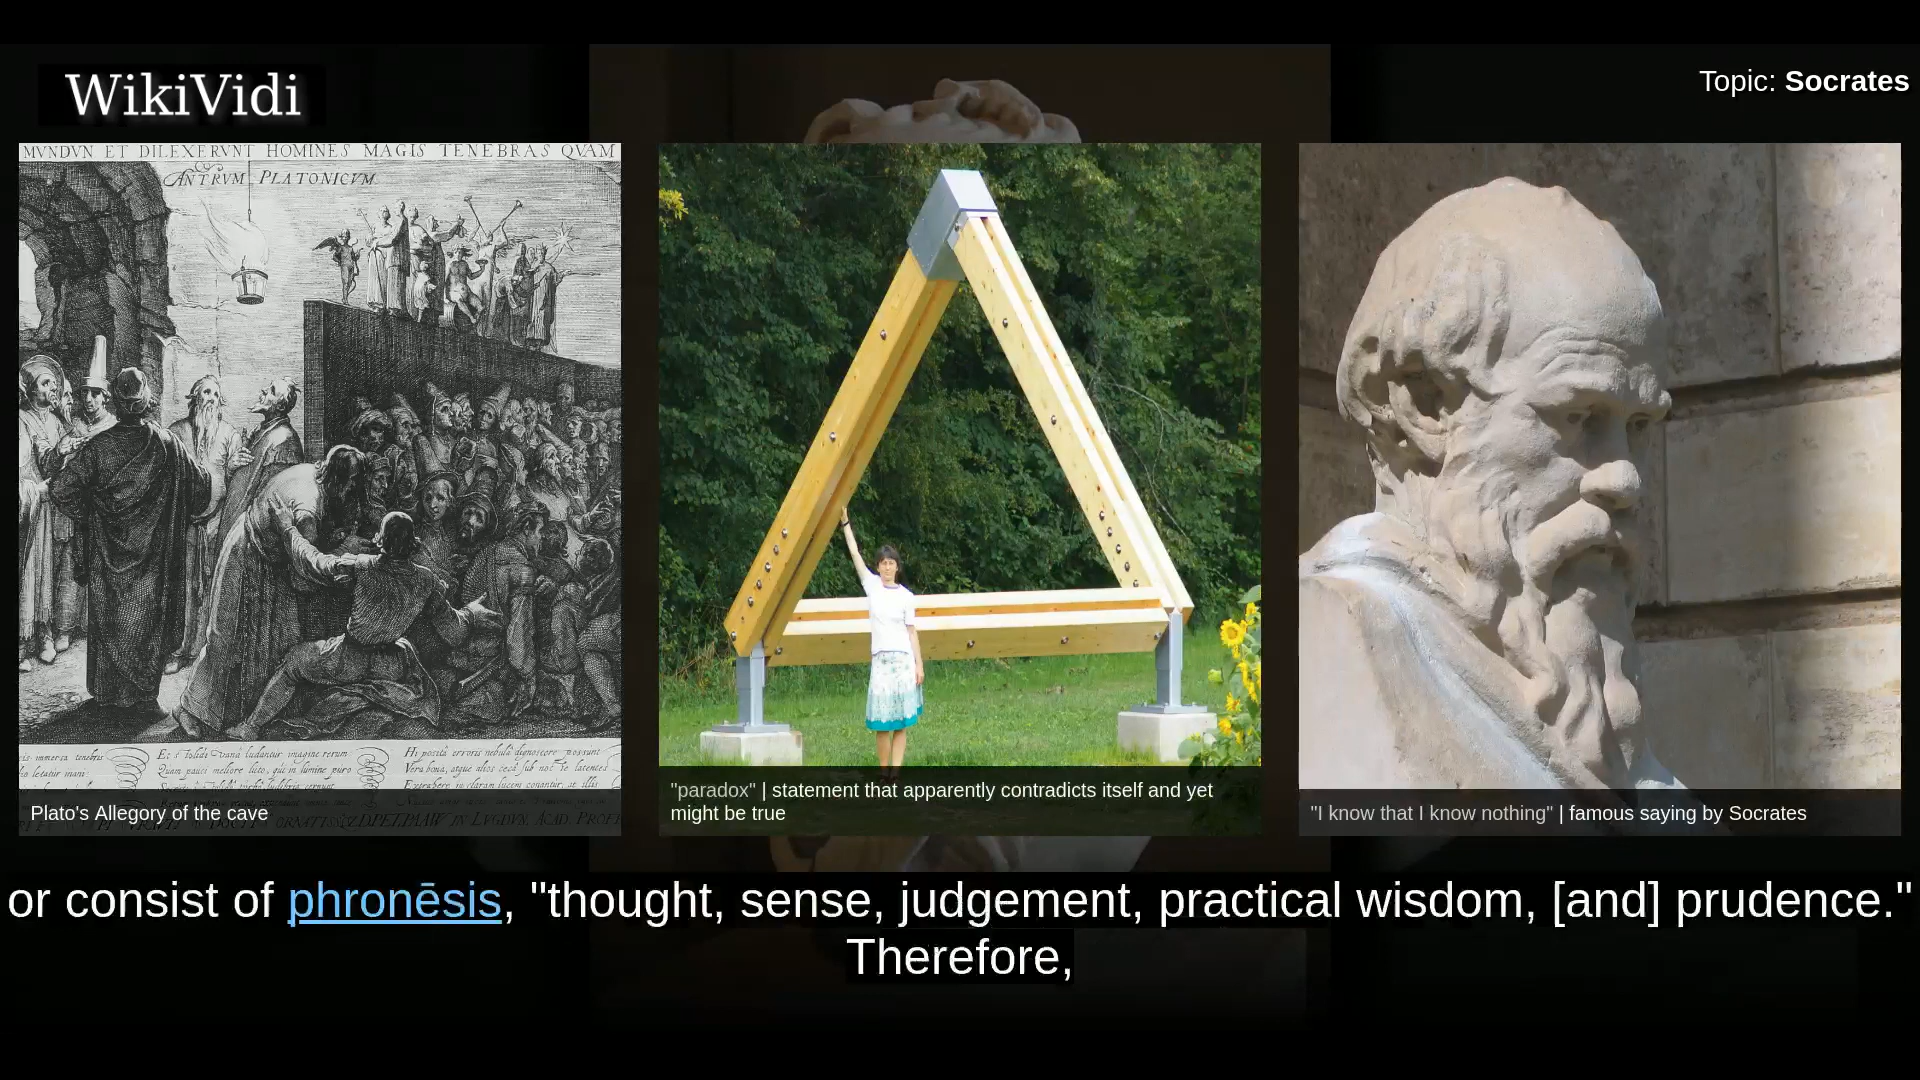 WikiVidi
Topic: Socrates
MVNDVN ET DILEXERVNT HOMINES MAGIS TENEBRAS QVAM
ANTRVM PLATONICVM
Plato's Allegory of the cave
"paradox" | statement that apparently contradicts itself and yet
might be true
"I know that I know nothing" | famous saying by Socrates
or consist of phronēsis, "thought, sense, judgement, practical wisdom, [and] prudence."
Therefore,